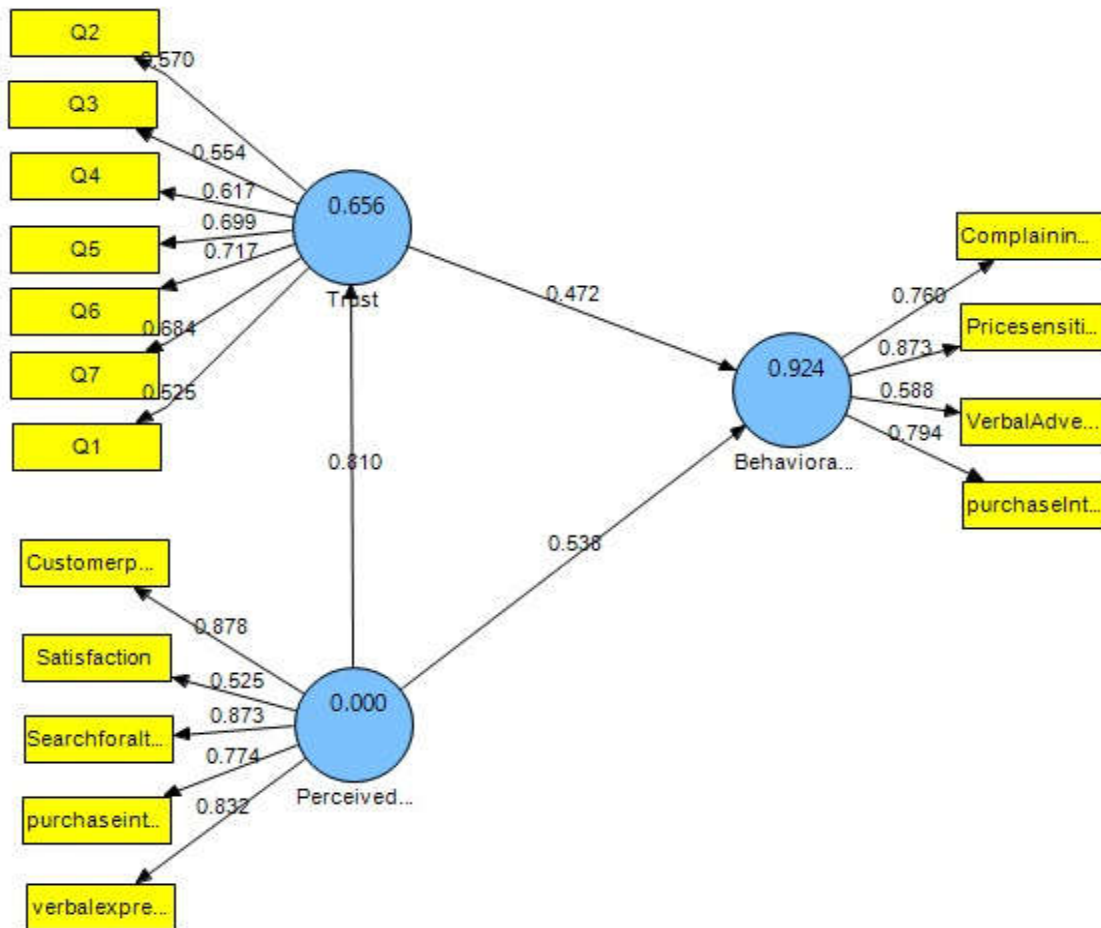 Q2
0.570
Q3
0.554
Q4
0.617
Q5
0.699
Q6
0.717
Q7
0.684
Q1
0.525
0.656
Trust
0.472
0.810
0.538
0.924
Behaviora...
Complainin...
0.760
Pricesensiti...
0.873
VerbalAdve...
0.588
purchaseInt...
0.794
Customerp...
0.878
Satisfaction
0.525
Searchforalt...
0.873
purchaseint...
0.774
verbalexpre...
0.832
0.000
Perceived...